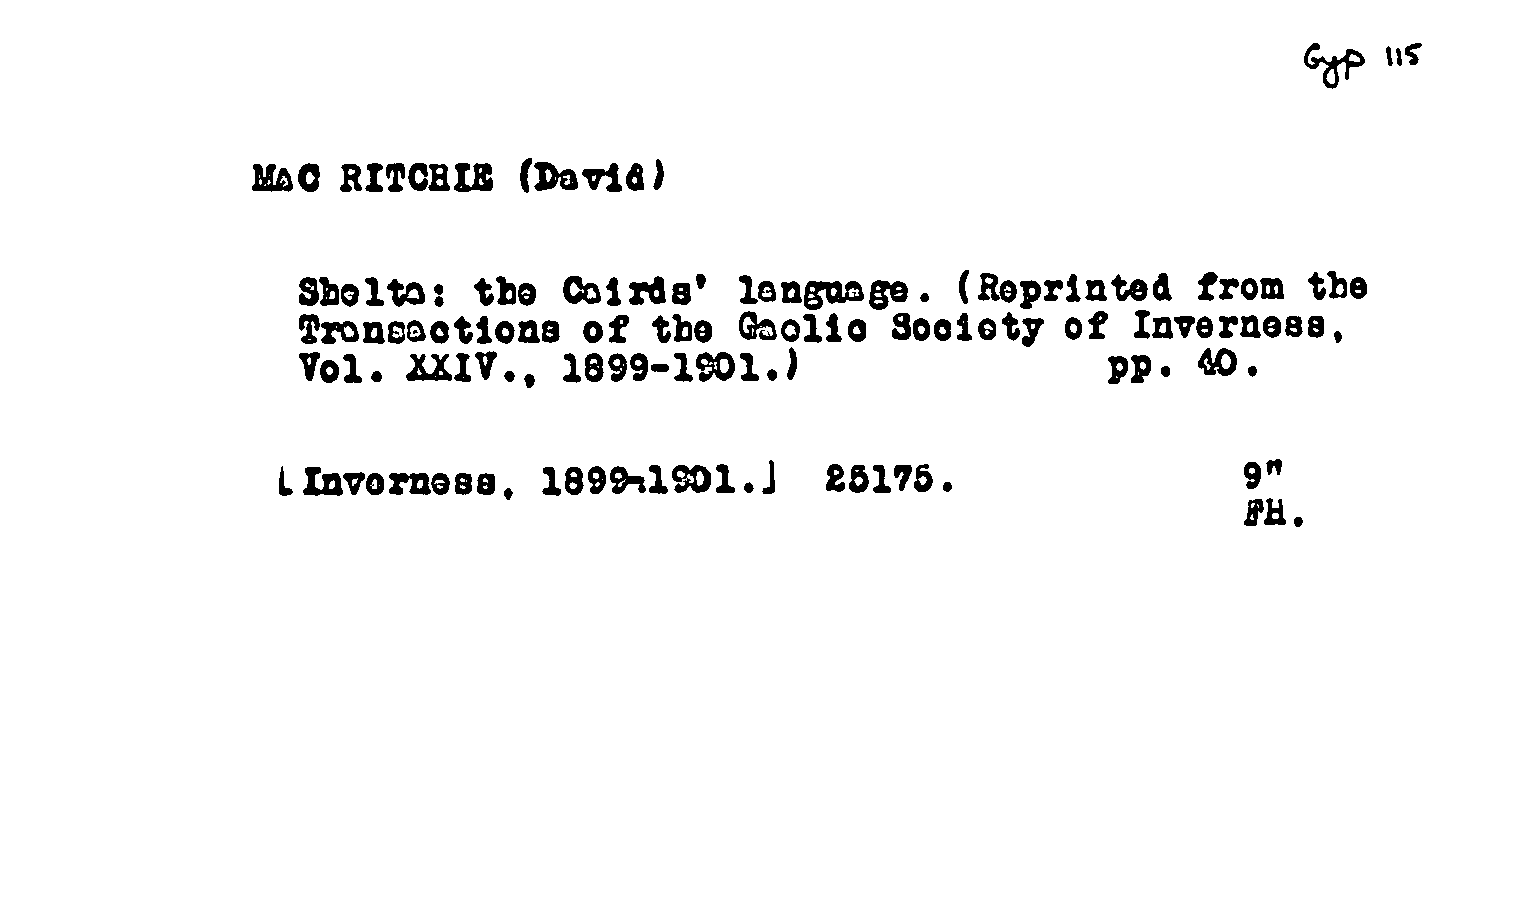 Gyp 115
MAC RITCHIE (David)
Shelta: the Cairds' language. (Reprinted from the
Transactions of the Gaelic Society of Inverness,
Vol. XXIV., 1899-1901.) pp. 40.
[Inverness, 1899-1901.] 25175. 9"
FH.